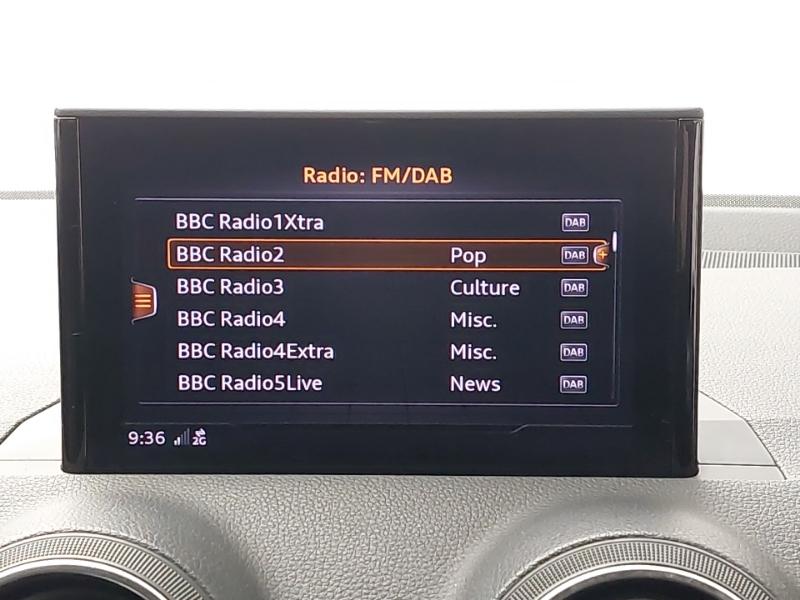 Radio: FM/DAB
BBC Radio1Xtra DAB
BBC Radio2 Pop DAB
BBC Radio3 Culture DAB
BBC Radio4 Misc. DAB
BBC Radio4Extra Misc. DAB
BBC Radio5Live News DAB
9:36 2G